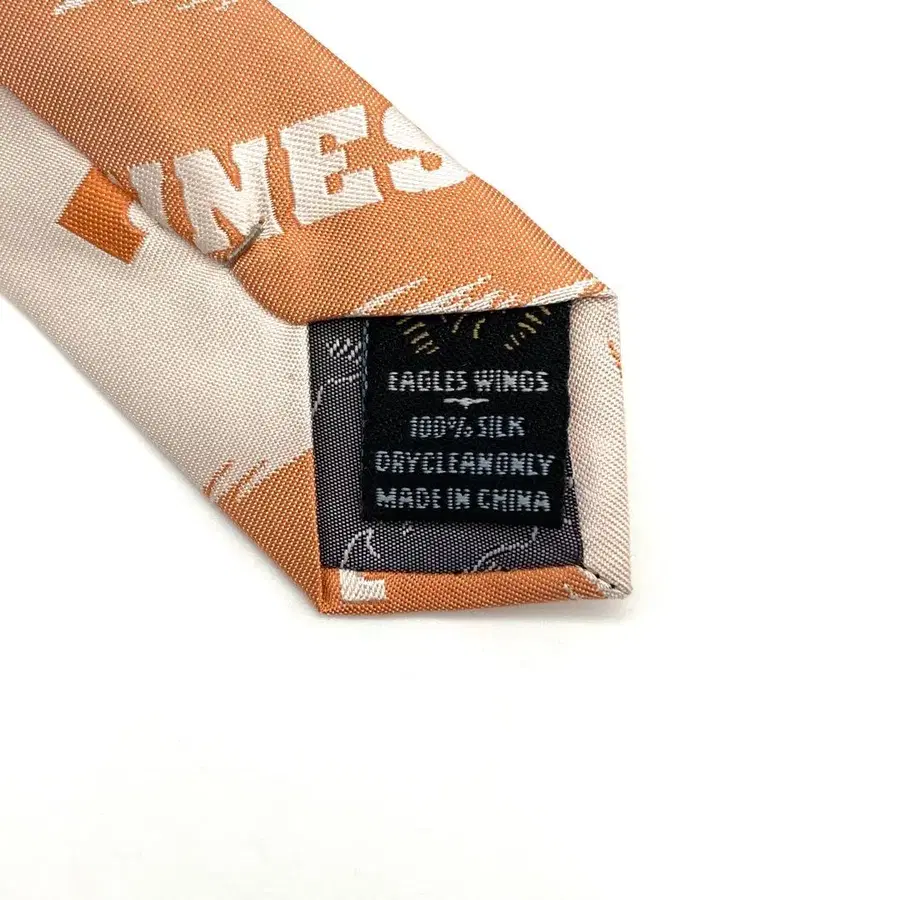 NES
EAGLES WINGS
100% SILK
DRYCLEANONLY
MADE IN CHINA